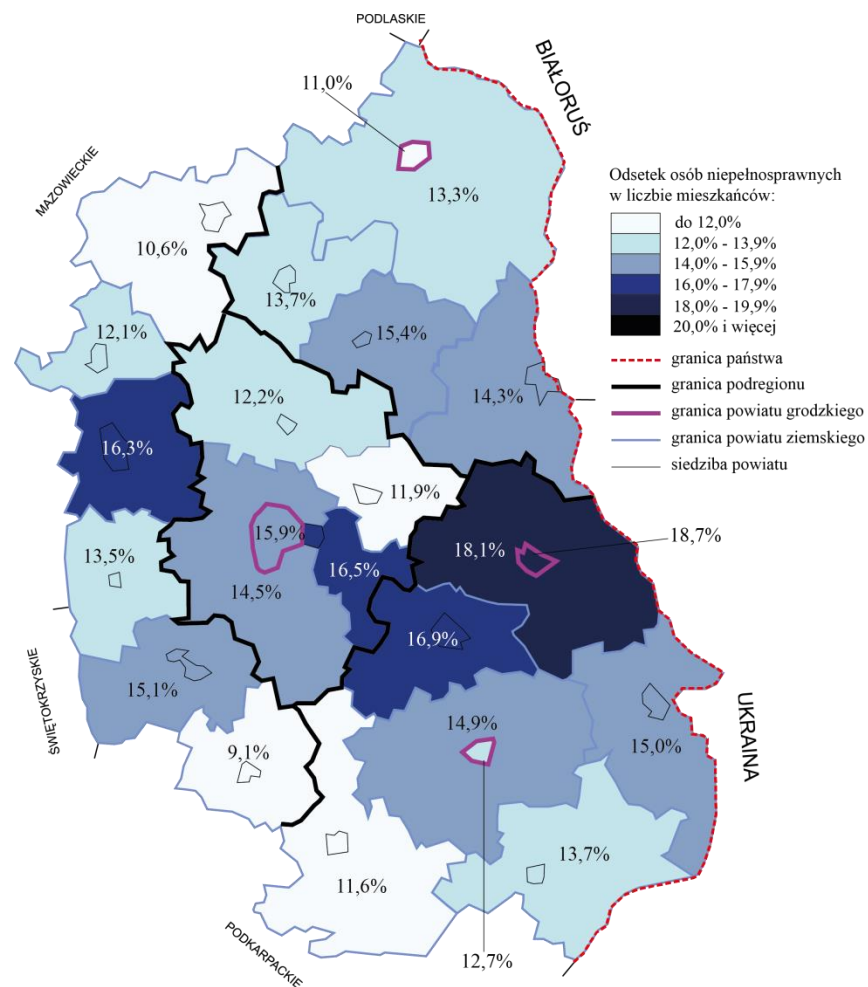 PODLASKIE
BIAŁORUŚ
11,0%
MAZOWIECKIE
13,3%
10,6%
13,7%
12,1%
15,4%
14,3%
12,2%
16,3%
11,9%
15,9%
18,1%
18,7%
13,5%
16,5%
14,5%
16,9%
ŚWIĘTOKRZYSKIE
15,1%
14,9%
15,0%
UKRAINA
9,1%
13,7%
11,6%
12,7%
PODKARPACKIE
Odsetek osób niepełnosprawnych
w liczbie mieszkańców:
do 12,0%
12,0% - 13,9%
14,0% - 15,9%
16,0% - 17,9%
18,0% - 19,9%
20,0% i więcej
granica państwa
granica podregionu
granica powiatu grodzkiego
granica powiatu ziemskiego
siedziba powiatu